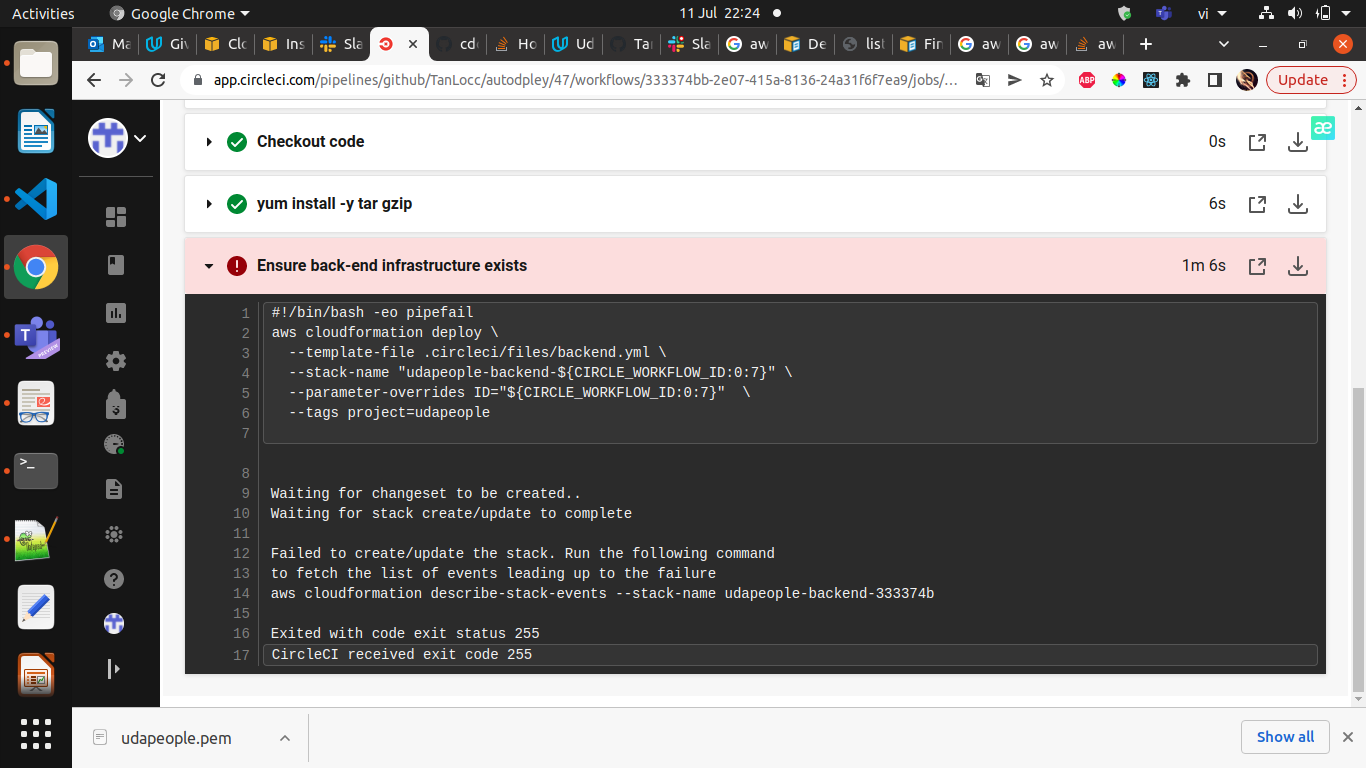 Activities
Google Chrome
11 Jul 22:24
vi
Ma
Giv
Clo
Ins
Sla
cdo
Ho
Ud
Tar
Sla
aw
De
list
Fir
aw
aw
aw
app.circleci.com/pipelines/github/TanLocc/autodpley/47/workflows/333374bb-2e07-415a-8136-24a31f6f7ea9/jobs/...
ABP
Update
æ
Checkout code
0s
yum install -y tar gzip
6s
Ensure back-end infrastructure exists
1m 6s
1 #!/bin/bash -eo pipefail
2 aws cloudformation deploy \
3 --template-file .circleci/files/backend.yml \
4 --stack-name "udapeople-backend-${CIRCLE_WORKFLOW_ID:0:7}" \
5 --parameter-overrides ID="${CIRCLE_WORKFLOW_ID:0:7}" \
6 --tags project=udapeople
7
8
9 Waiting for changeset to be created..
10 Waiting for stack create/update to complete
11
12 Failed to create/update the stack. Run the following command
13 to fetch the list of events leading up to the failure
14 aws cloudformation describe-stack-events --stack-name udapeople-backend-333374b
15
16 Exited with code exit status 255
17 CircleCI received exit code 255
udapeople.pem
Show all